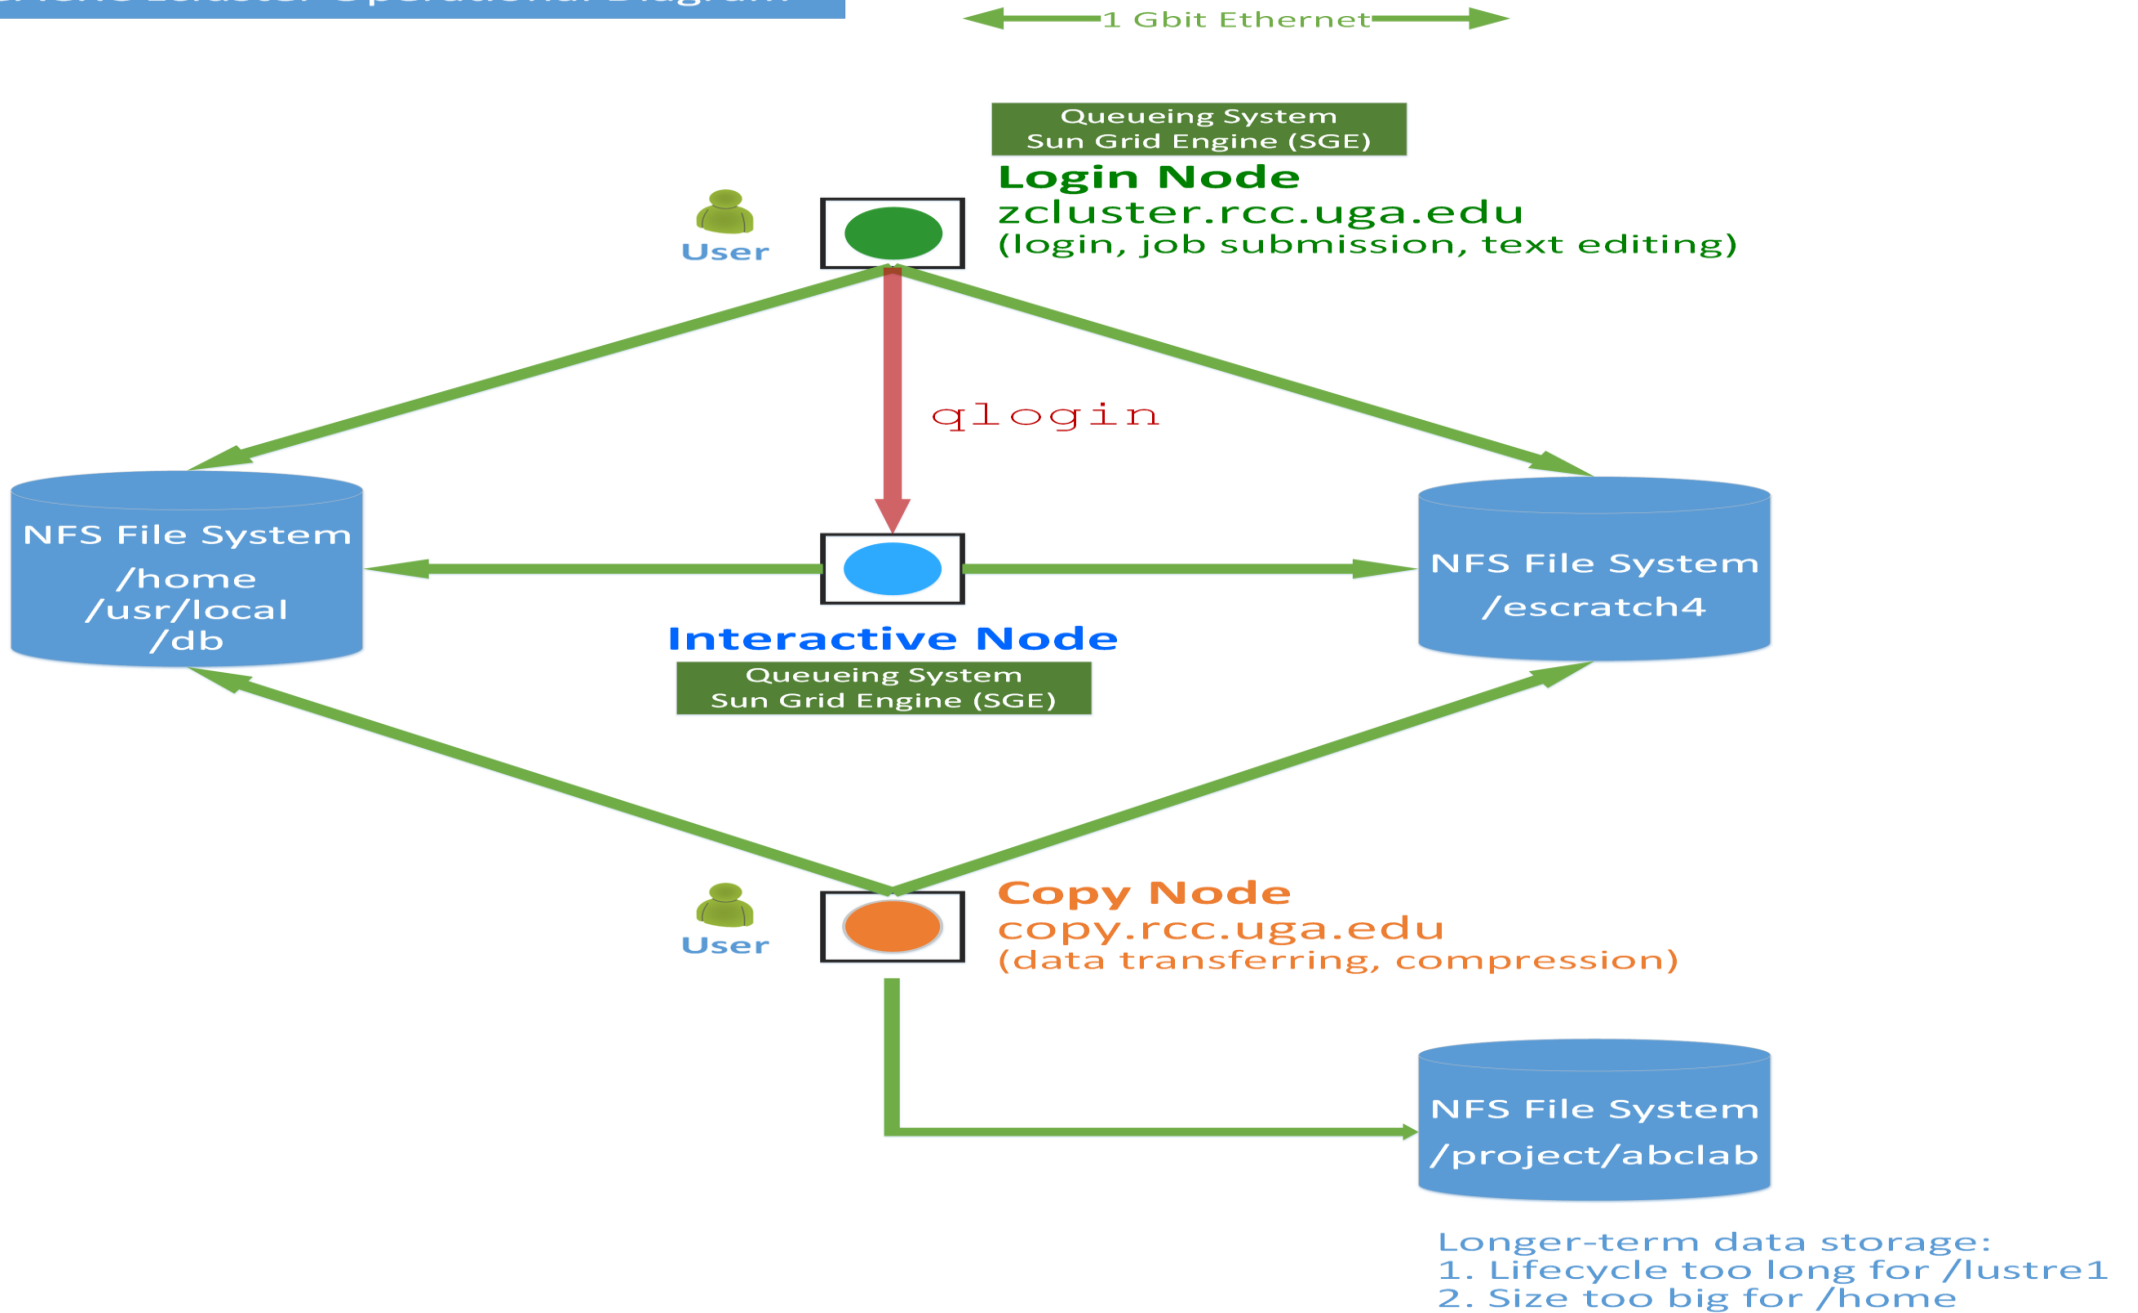 zcluster Operational Diagram
1 Gbit Ethernet
Queueing System
Sun Grid Engine (SGE)
Login Node
zcluster.rcc.uga.edu
(login, job submission, text editing)
User
qlogin
NFS File System
/home
/usr/local
/db
NFS File System
/escratch4
Interactive Node
Queueing System
Sun Grid Engine (SGE)
User
Copy Node
copy.rcc.uga.edu
(data transferring, compression)
NFS File System
/project/abclab
Longer-term data storage:
1. Lifecycle too long for /lustre1
2. Size too big for /home